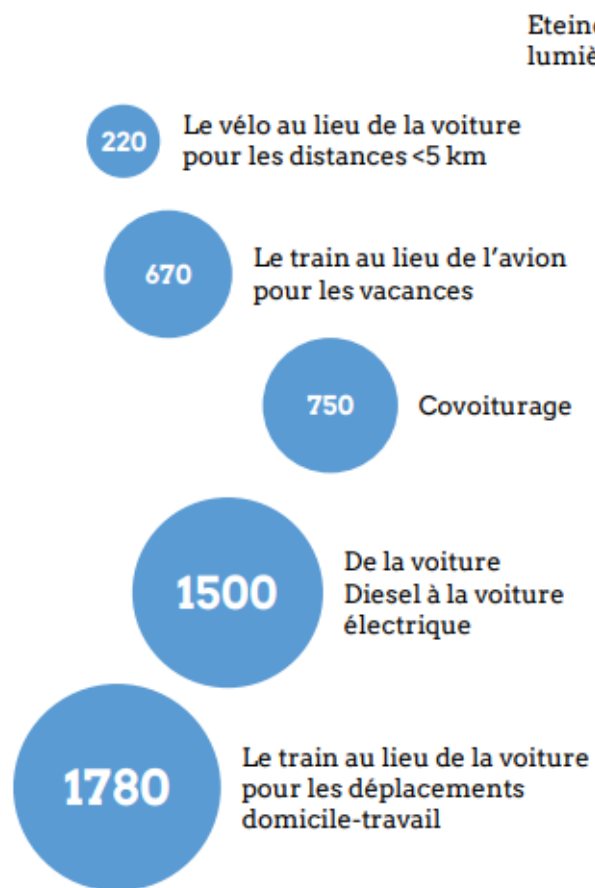 220
Le vélo au lieu de la voiture
pour les distances <5 km
670
Le train au lieu de l’avion
pour les vacances
750
Covoiturage
1500
De la voiture
Diesel à la voiture
électrique
1780
Le train au lieu de la voiture
pour les déplacements
domicile-travail